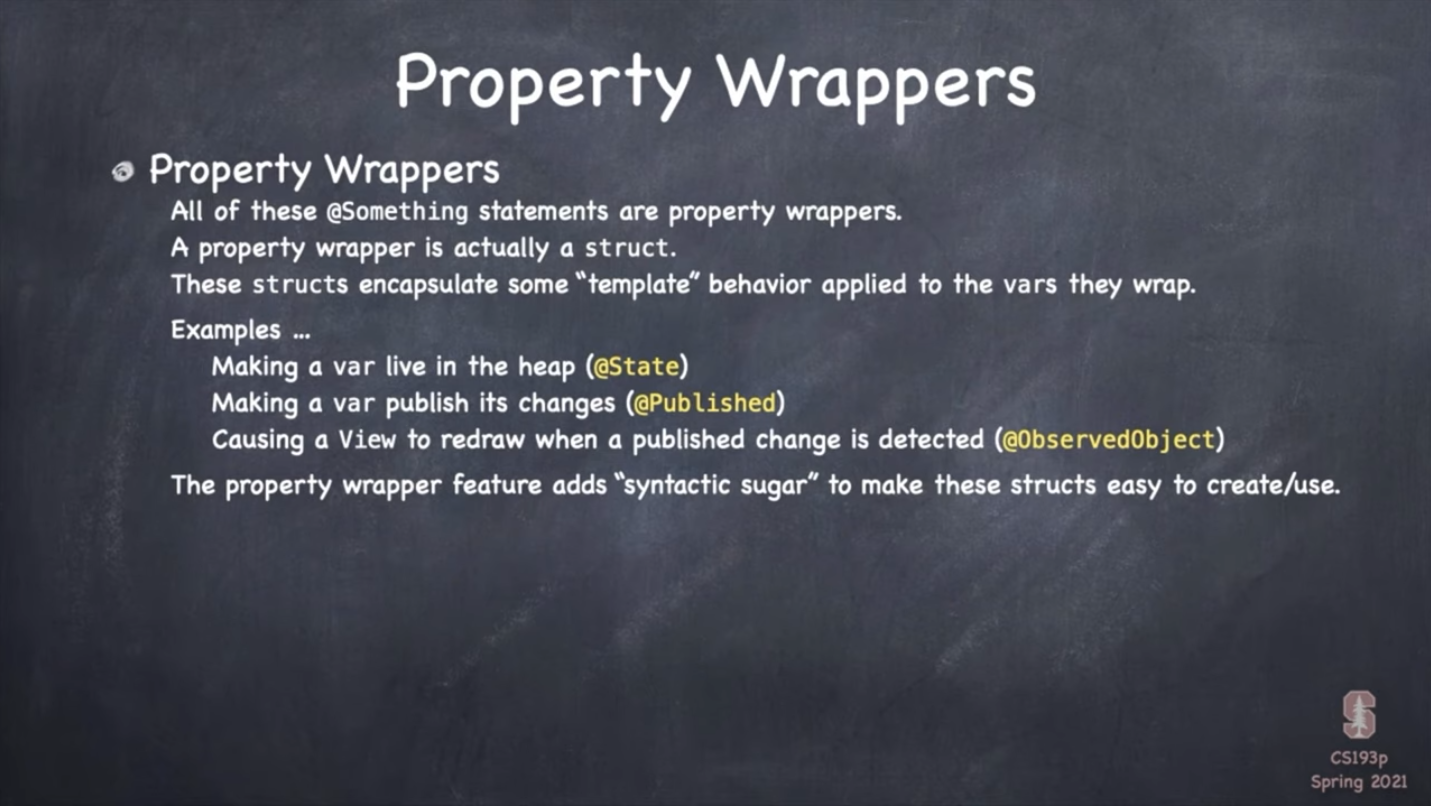 Property Wrappers
Property Wrappers
All of these @Something statements are property wrappers.
A property wrapper is actually a struct.
These structs encapsulate some “template” behavior applied to the vars they wrap.
Examples ...
Making a var live in the heap (@State)
Making a var publish its changes (@Published)
Causing a View to redraw when a published change is detected (@ObservedObject)
The property wrapper feature adds “syntactic sugar” to make these structs easy to create/use.
S
CS193p
Spring 2021